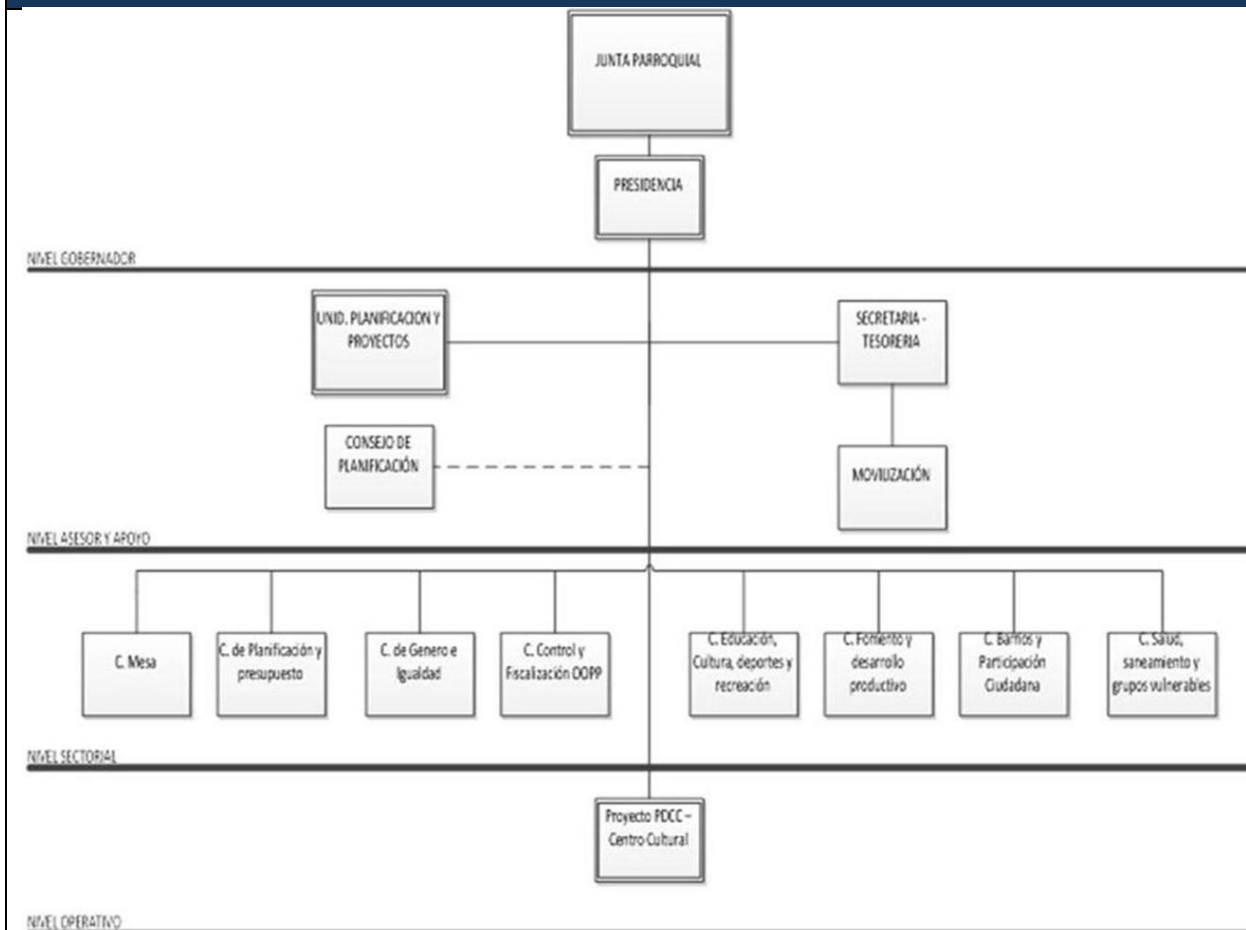 JUNTA PARROQUIAL
PRESIDENCIA
NIVEL GOBERNADOR
UNID. PLANIFICACION Y
PROYECTOS
SECRETARIA -
TESORERIA
CONSEJO DE
PLANIFICACIÓN
MOVILIZACIÓN
NIVEL ASESOR Y APOYO
C. Mesa
C. de Planificación y
presupuesto
C. de Genero e
Igualdad
C. Control y
Fiscalización OOPP
C. Educación,
Cultura, deportes y
recreación
C. Fomento y
desarrollo
productivo
C. Barrios y
Participación
Ciudadana
C. Salud,
saneamiento y
grupos vulnerables
NIVEL SECTORIAL
Proyecto PDCC –
Centro Cultural
NIVEL OPERATIVO